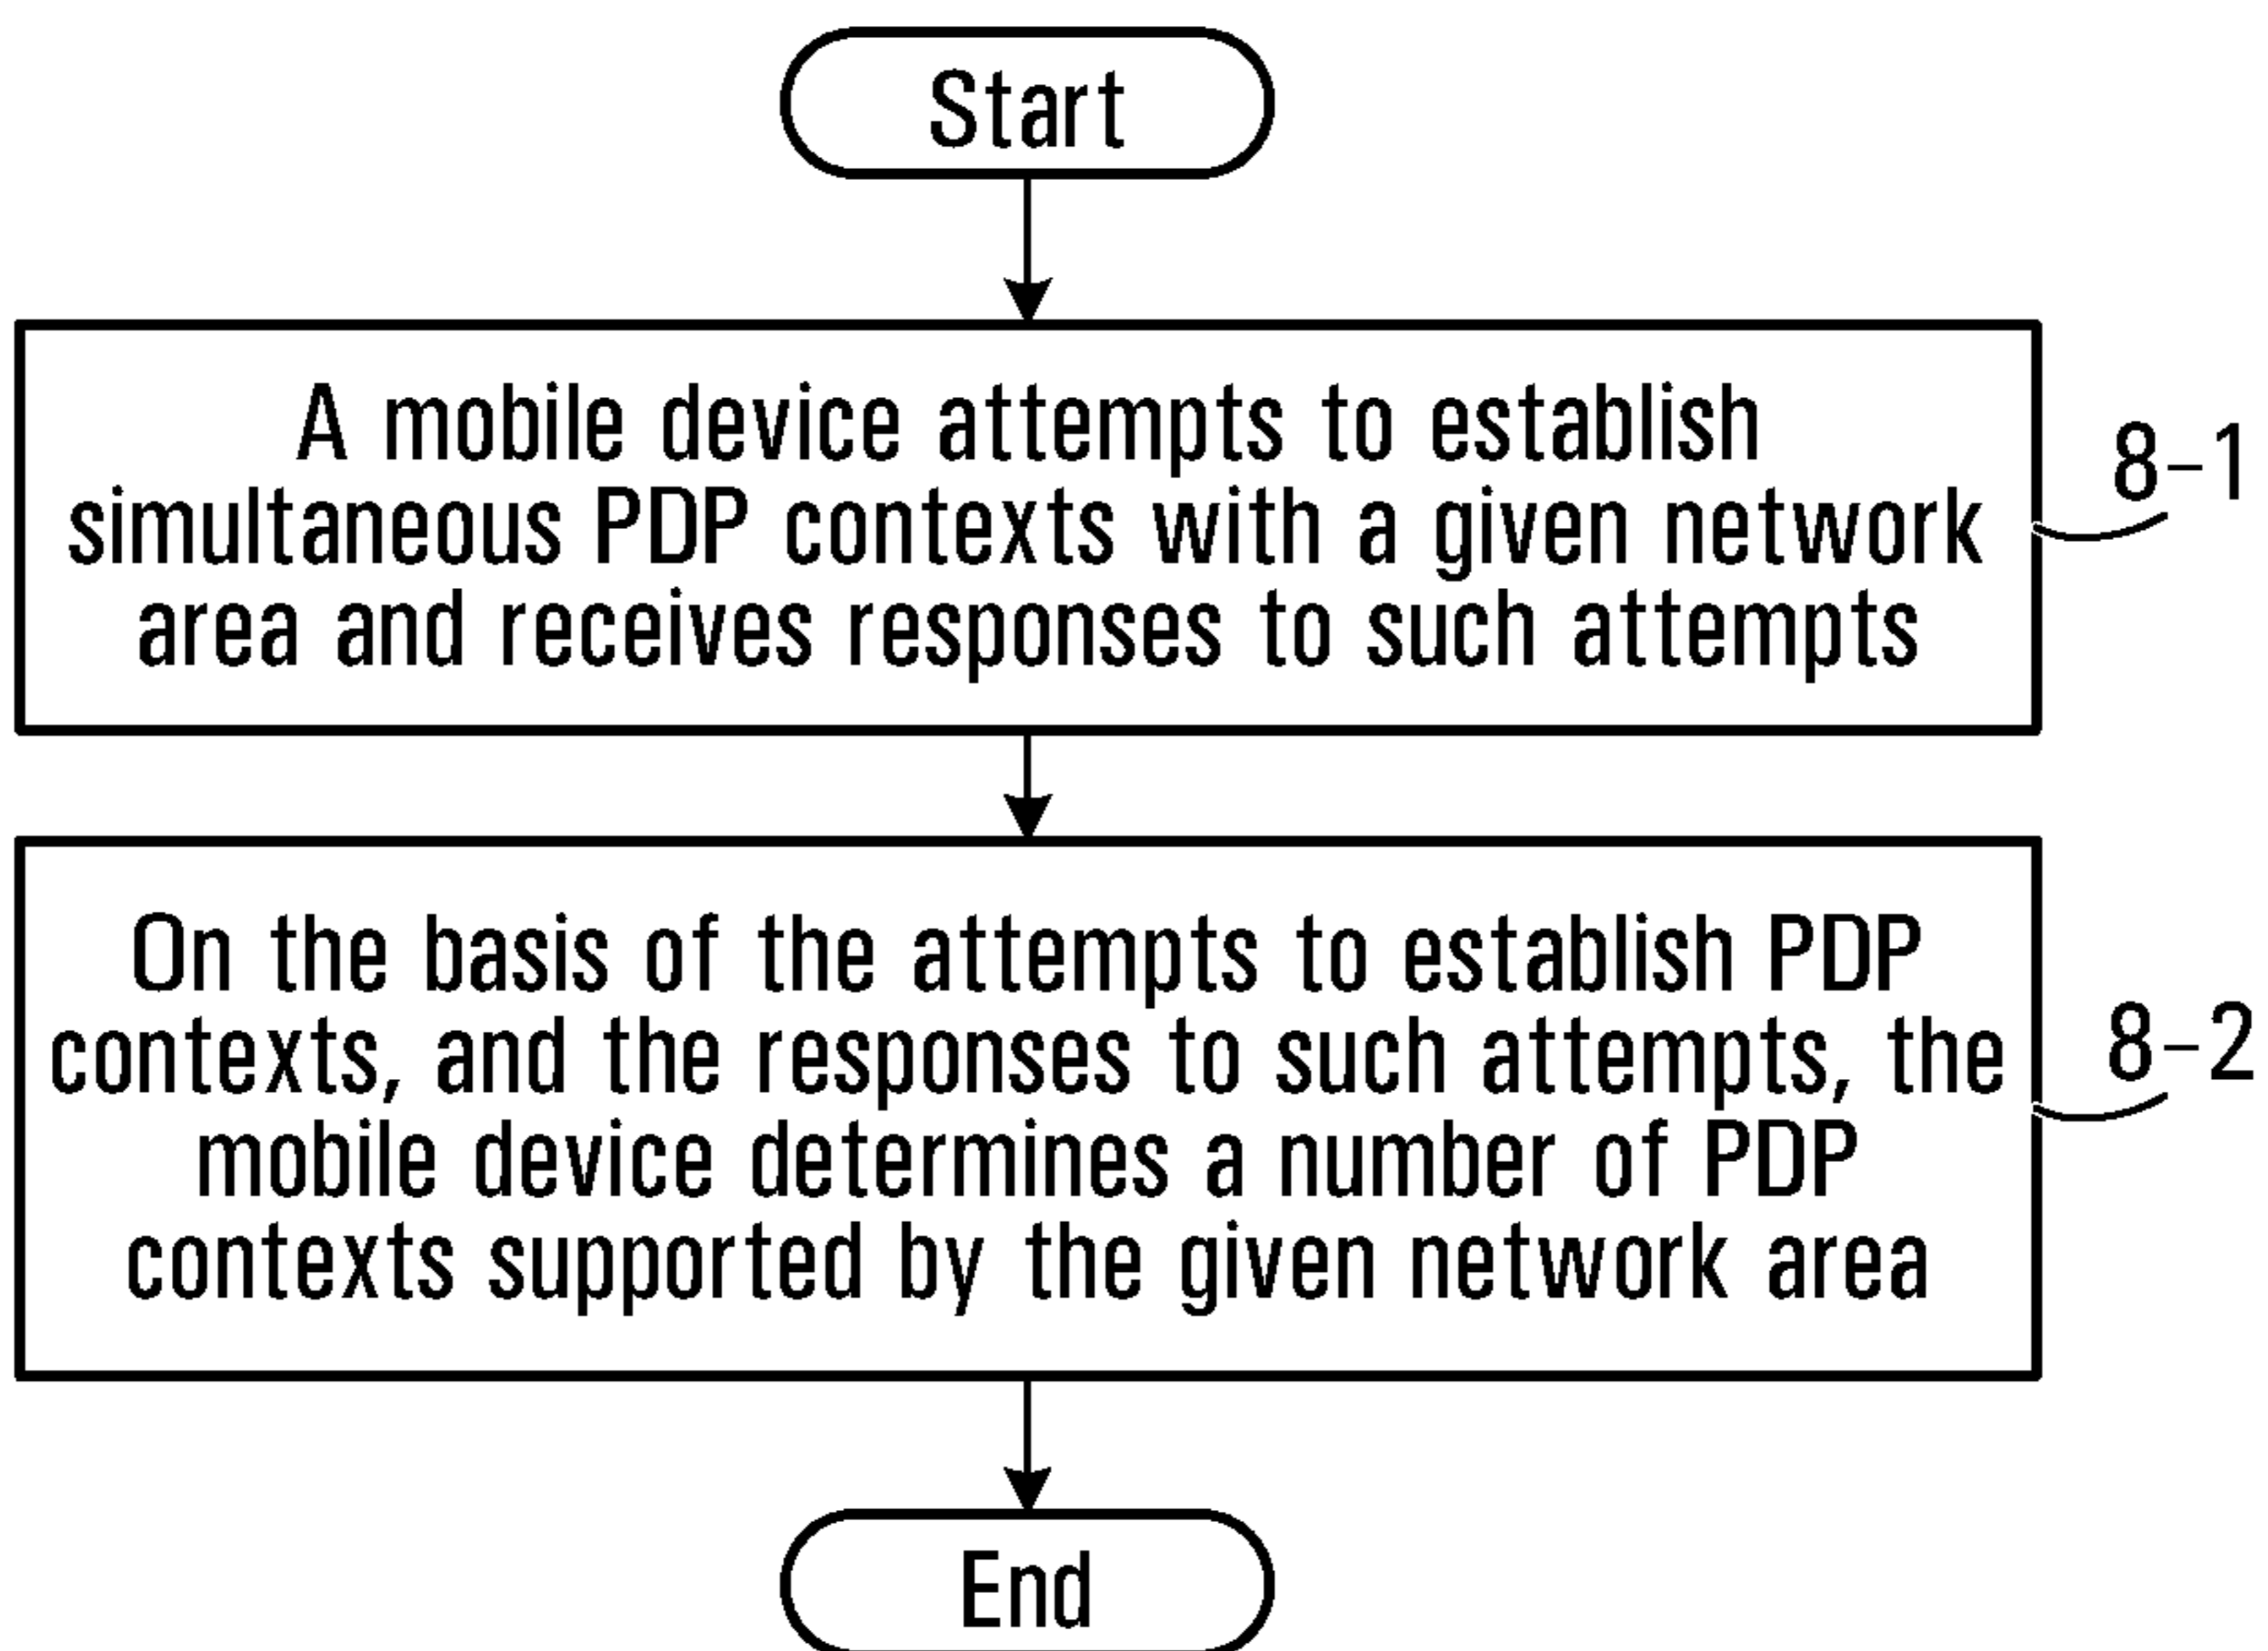 Start
A mobile device attempts to establish
simultaneous PDP contexts with a given network
area and receives responses to such attempts
8-1
On the basis of the attempts to establish PDP
contexts, and the responses to such attempts, the
mobile device determines a number of PDP
contexts supported by the given network area
8-2
End